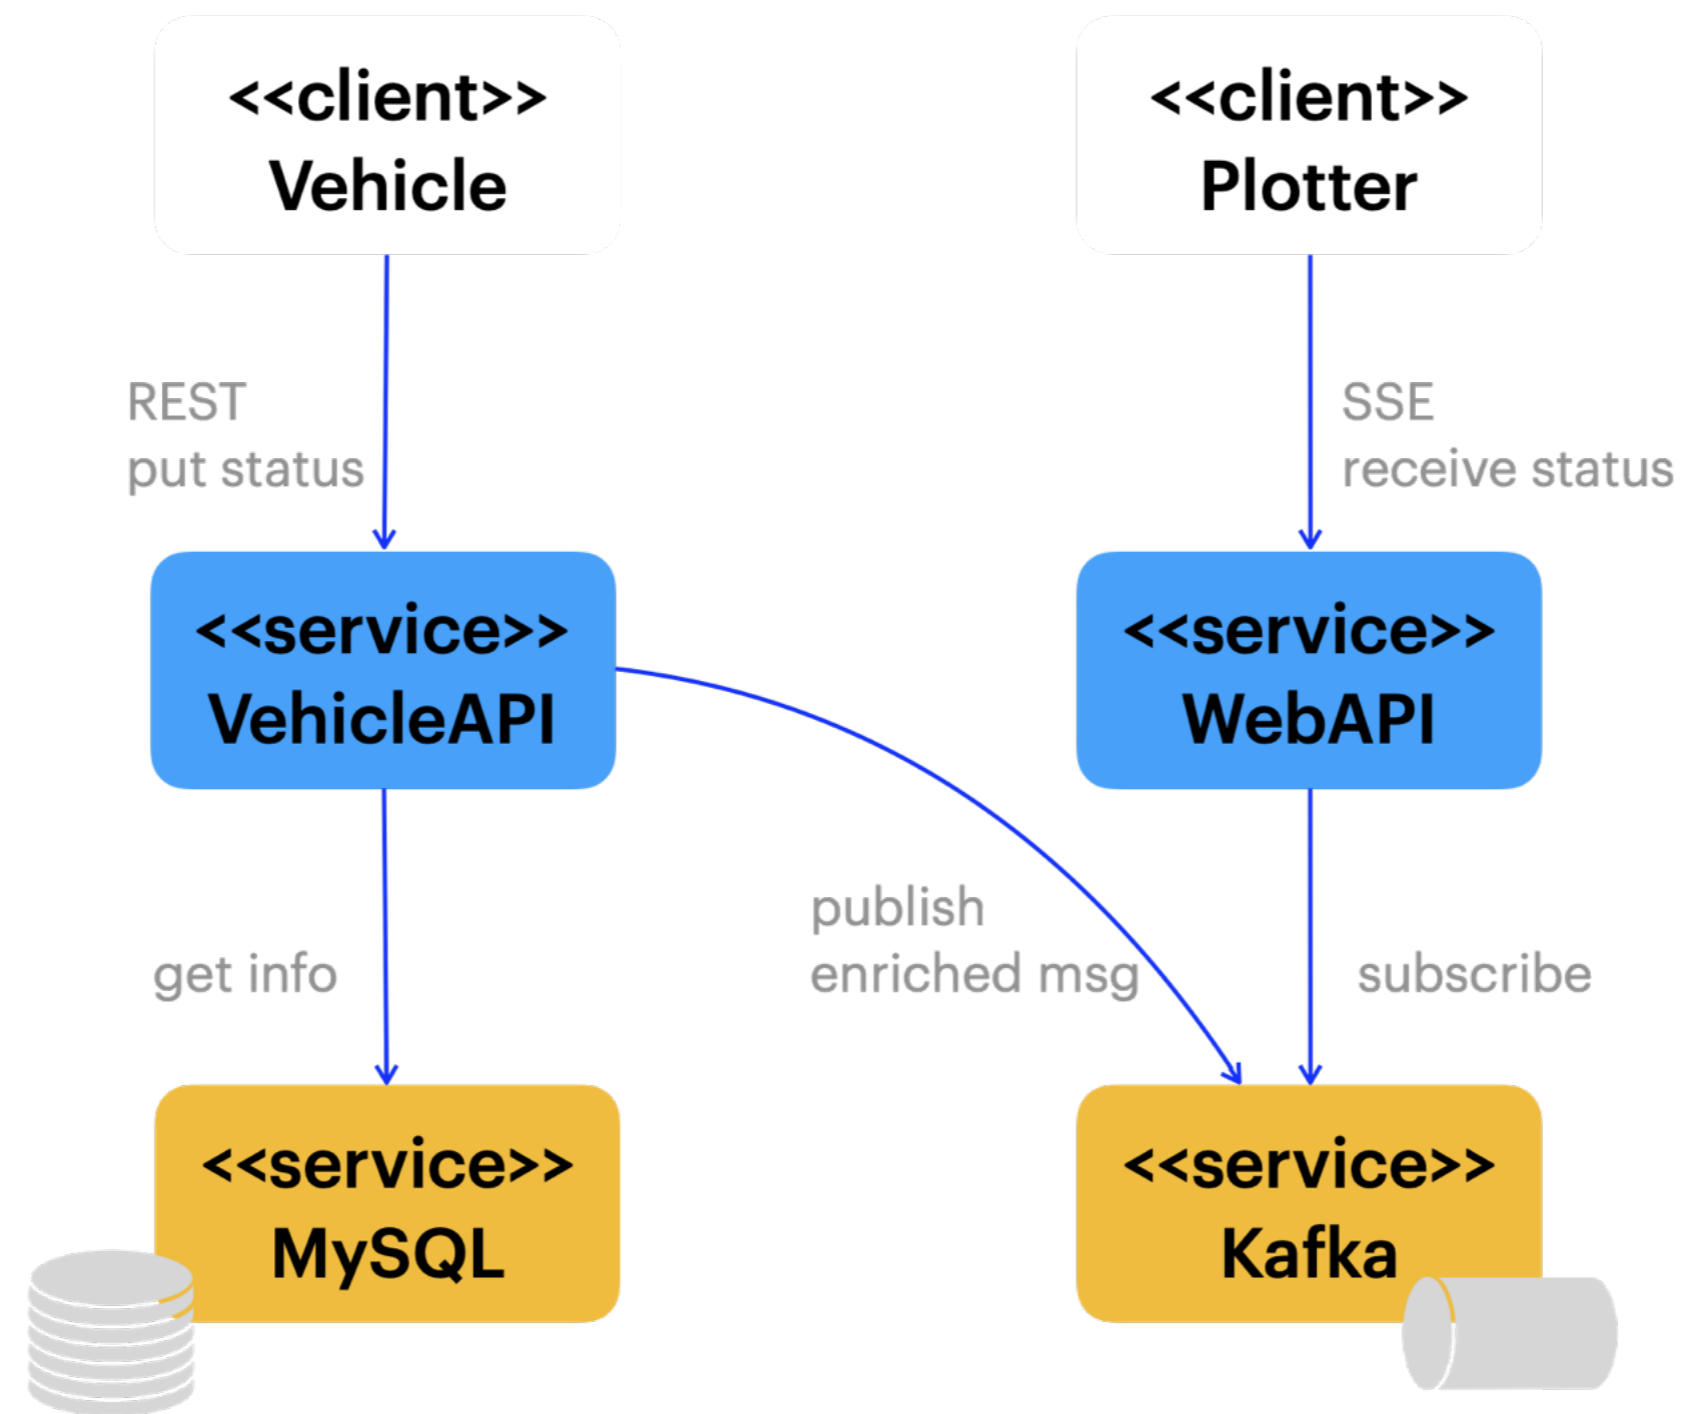 <<client>>
Vehicle
<<client>>
Plotter
REST
put status
SSE
receive status
<<service>>
VehicleAPI
<<service>>
WebAPI
get info
publish
enriched msg
subscribe
<<service>>
MySQL
<<service>>
Kafka